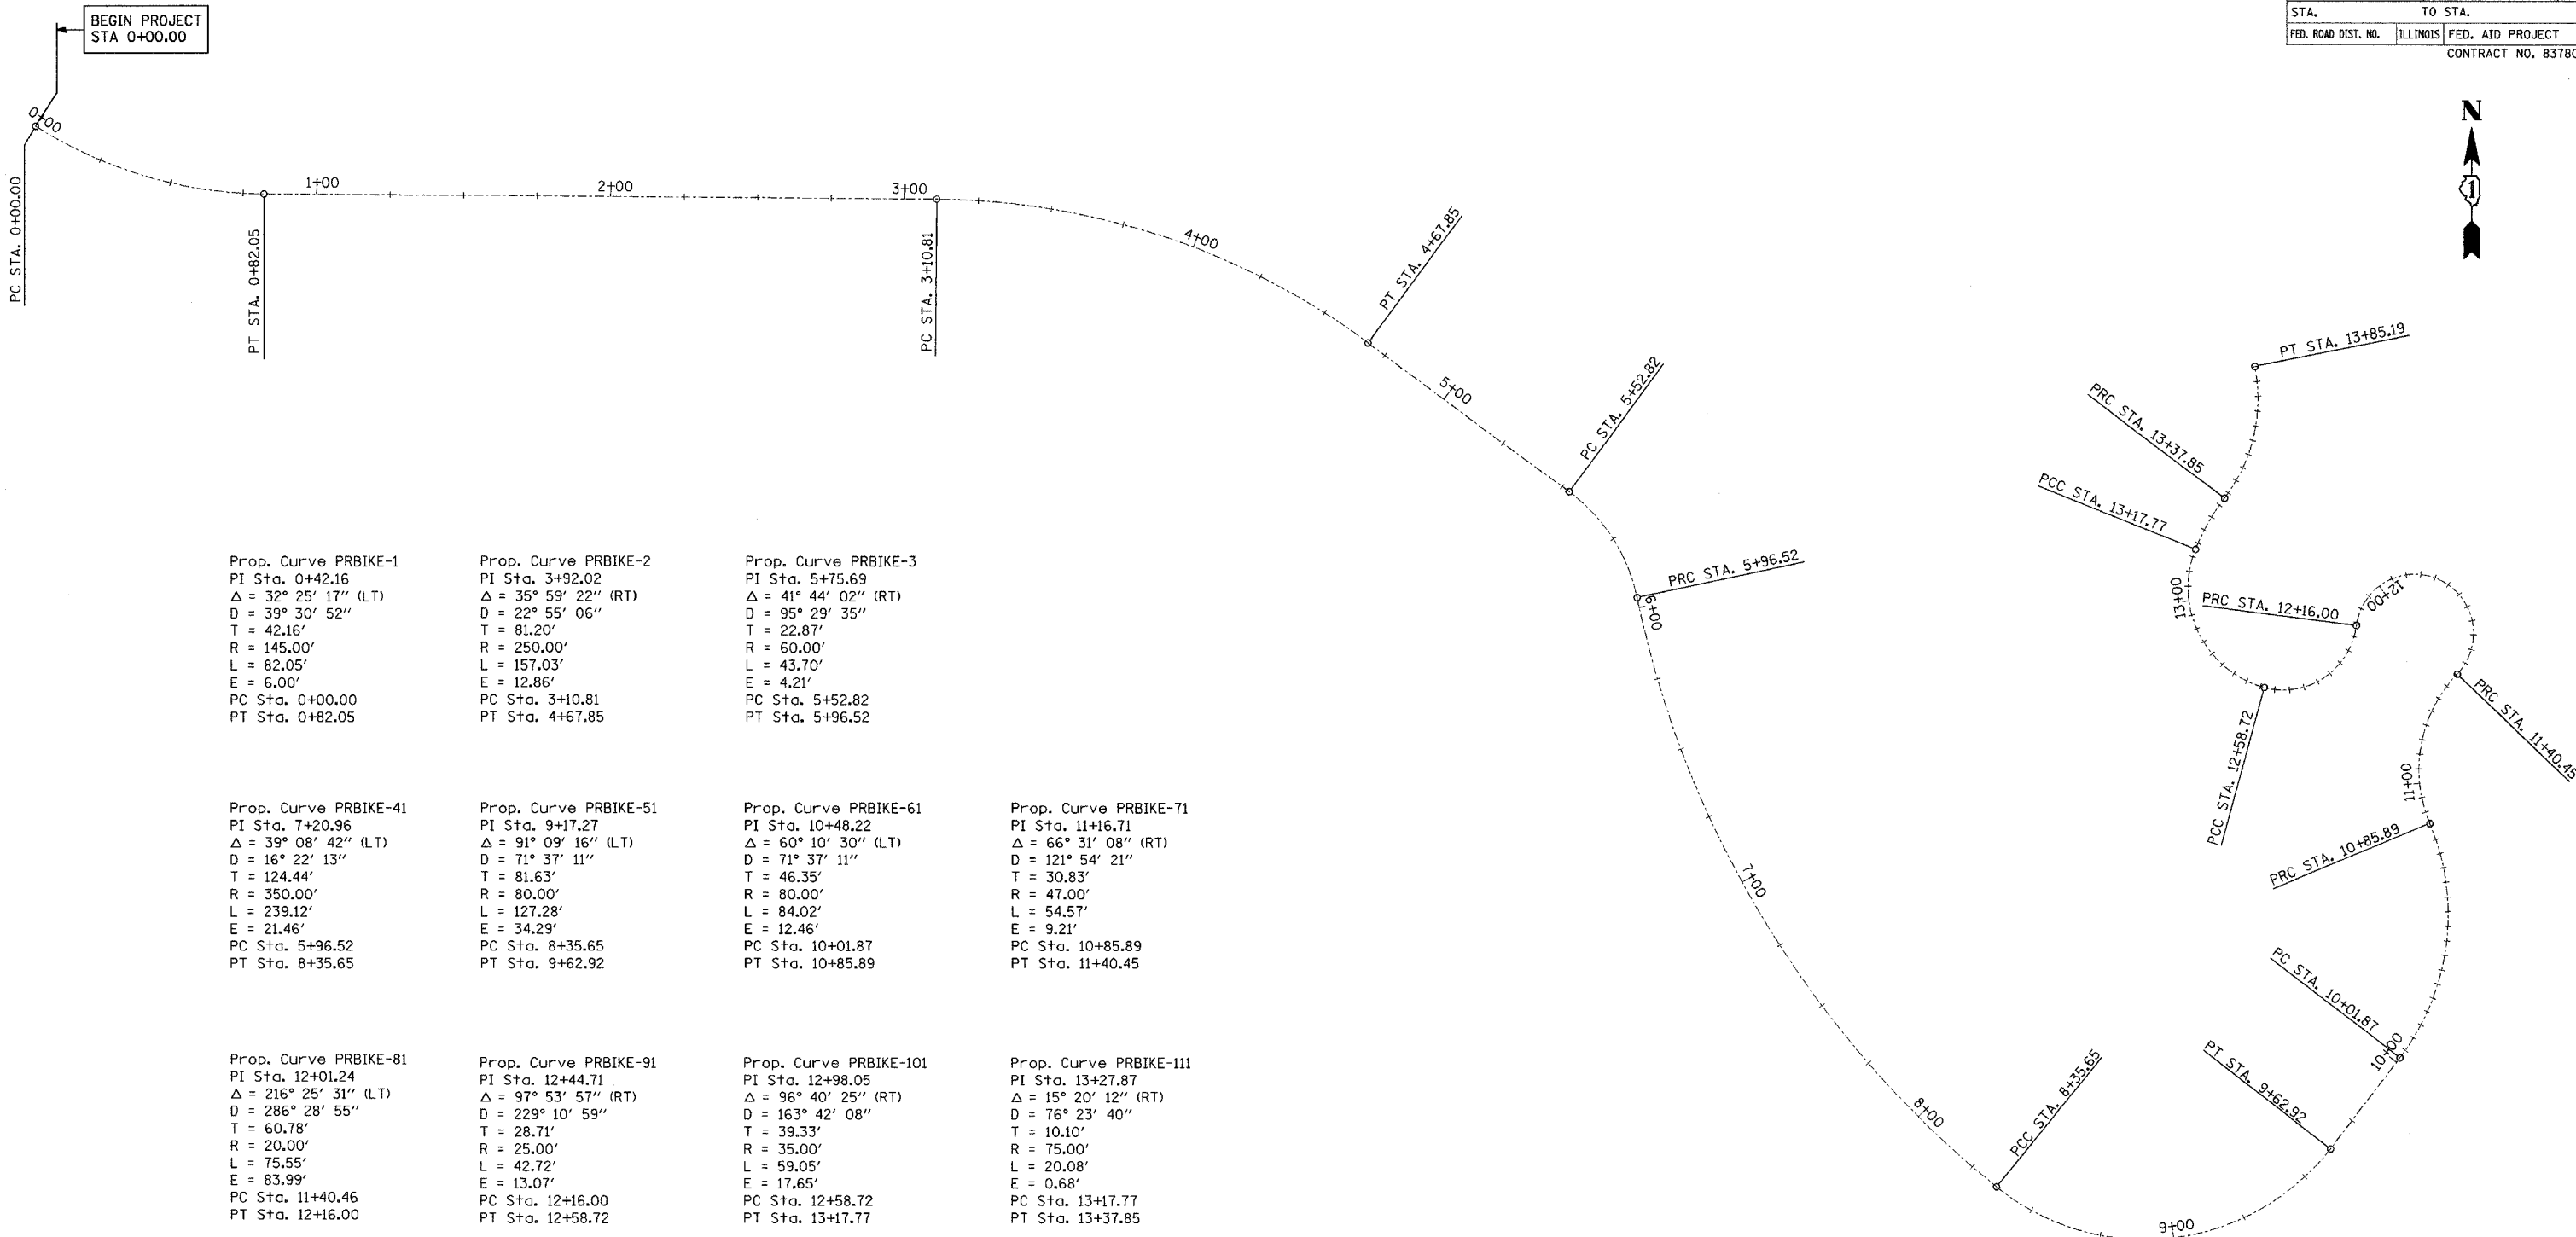 BEGIN PROJECT
STA 0+00.00
STA. TO STA.
FED. ROAD DIST. NO. ILLINOIS FED. AID PROJECT
CONTRACT NO.
N
1
0+00
PC STA. 0+00.00
PT STA. 0+82.05
1+00
2+00
3+00
PC STA. 3+10.81
4+00
PT STA. 4+67.85
5+00
PC STA. 5+52.82
PRC STA. 5+96.52
6+00
7+00
8+00
PCC STA. 8+35.65
9+00
PT STA. 9+62.92
10+00
PC STA. 10+01.87
PRC STA. 10+85.89
11+00
PRC STA. 11+40.45
12+00
PRC STA. 12+16.00
PCC STA. 12+58.72
13+00
PCC STA. 13+17.77
PRC STA. 13+37.85
PT STA. 13+85.19
Prop. Curve PRBIKE-1
PI Sta. 0+42.16
Δ = 32° 25' 17" (LT)
D = 39° 30' 52"
T = 42.16'
R = 145.00'
L = 82.05'
E = 6.00'
PC Sta. 0+00.00
PT Sta. 0+82.05
Prop. Curve PRBIKE-2
PI Sta. 3+92.02
Δ = 35° 59' 22" (RT)
D = 22° 55' 06"
T = 81.20'
R = 250.00'
L = 157.03'
E = 12.86'
PC Sta. 3+10.81
PT Sta. 4+67.85
Prop. Curve PRBIKE-3
PI Sta. 5+75.69
Δ = 41° 44' 02" (RT)
D = 95° 29' 35"
T = 22.87'
R = 60.00'
L = 43.70'
E = 4.21'
PC Sta. 5+52.82
PT Sta. 5+96.52
Prop. Curve PRBIKE-41
PI Sta. 7+20.96
Δ = 39° 08' 42" (LT)
D = 16° 22' 13"
T = 124.44'
R = 350.00'
L = 239.12'
E = 21.46'
PC Sta. 5+96.52
PT Sta. 8+35.65
Prop. Curve PRBIKE-51
PI Sta. 9+17.27
Δ = 91° 09' 16" (LT)
D = 71° 37' 11"
T = 81.63'
R = 80.00'
L = 127.28'
E = 34.29'
PC Sta. 8+35.65
PT Sta. 9+62.92
Prop. Curve PRBIKE-61
PI Sta. 10+48.22
Δ = 60° 10' 30" (LT)
D = 71° 37' 11"
T = 46.35'
R = 80.00'
L = 84.02'
E = 12.46'
PC Sta. 10+01.87
PT Sta. 10+85.89
Prop. Curve PRBIKE-71
PI Sta. 11+16.71
Δ = 66° 31' 08" (RT)
D = 121° 54' 21"
T = 30.83'
R = 47.00'
L = 54.57'
E = 9.21'
PC Sta. 10+85.89
PT Sta. 11+40.45
Prop. Curve PRBIKE-81
PI Sta. 12+01.24
Δ = 216° 25' 31" (LT)
D = 286° 28' 55"
T = 60.78'
R = 20.00'
L = 75.55'
E = 83.99'
PC Sta. 11+40.46
PT Sta. 12+16.00
Prop. Curve PRBIKE-91
PI Sta. 12+44.71
Δ = 97° 53' 57" (RT)
D = 229° 10' 59"
T = 28.71'
R = 25.00'
L = 42.72'
E = 13.07'
PC Sta. 12+16.00
PT Sta. 12+58.72
Prop. Curve PRBIKE-101
PI Sta. 12+98.05
Δ = 96° 40' 25" (RT)
D = 163° 42' 08"
T = 39.33'
R = 35.00'
L = 59.05'
E = 17.65'
PC Sta. 12+58.72
PT Sta. 13+17.77
Prop. Curve PRBIKE-111
PI Sta. 13+27.87
Δ = 15° 20' 12" (RT)
D = 76° 23' 40"
T = 10.10'
R = 75.00'
L = 20.08'
E = 0.68'
PC Sta. 13+17.77
PT Sta. 13+37.85